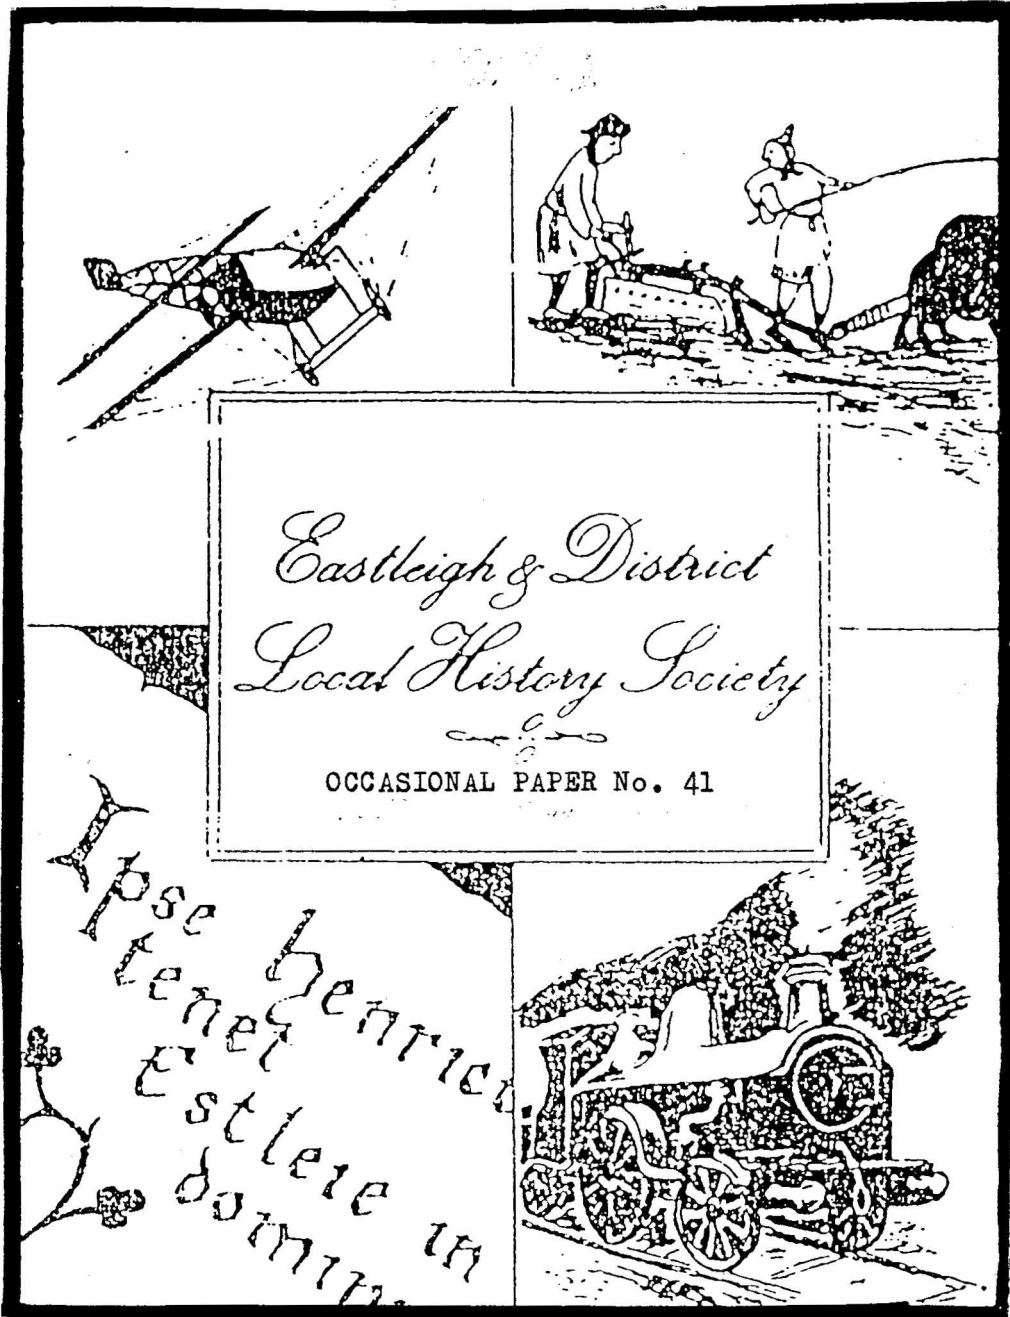 Eastleigh & District
Local History Society
OCCASIONAL PAPER No. 41
Ipse henric
tenet
Estleie in
domin